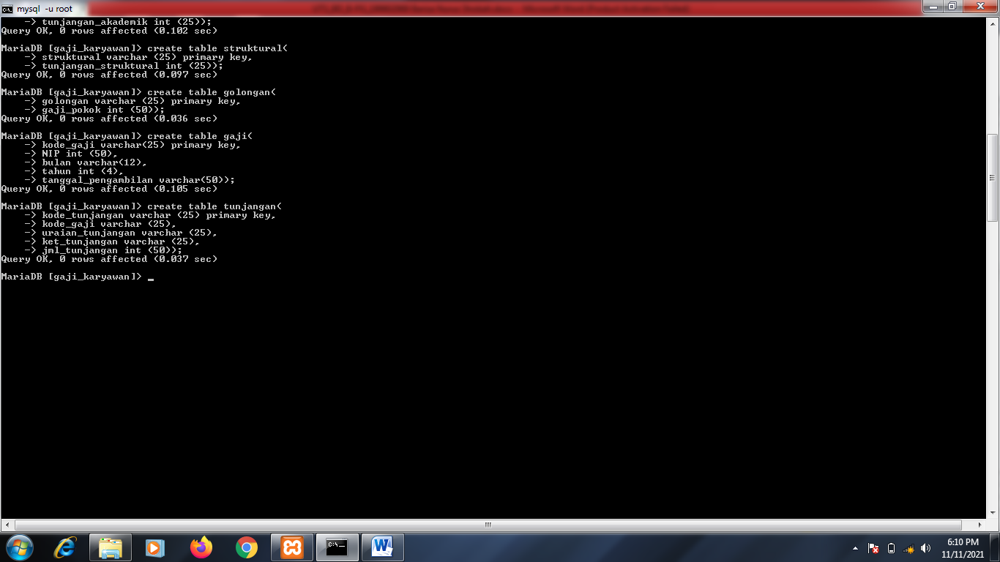 mysql -u root
-> tunjangan_akademik int (25));
Query OK, 0 rows affected (0.102 sec)
MariaDB [gaji_karyawan]> create table struktural(
-> struktural varchar (25) primary key,
-> tunjangan_struktural int (25));
Query OK, 0 rows affected (0.097 sec)
MariaDB [gaji_karyawan]> create table golongan(
-> golongan varchar (25) primary key,
-> gaji_pokok int (50));
Query OK, 0 rows affected (0.036 sec)
MariaDB [gaji_karyawan]> create table gaji(
-> kode_gaji varchar(25) primary key,
-> NIP int (50),
-> bulan varchar(12),
-> tahun int (4),
-> tanggal_pengambilan varchar(50));
Query OK, 0 rows affected (0.105 sec)
MariaDB [gaji_karyawan]> create table tunjangan(
-> kode_tunjangan varchar (25) primary key,
-> kode_gaji varchar (25),
-> uraian_tunjangan varchar (25),
-> ket_tunjangan varchar (25),
-> jml_tunjangan int (50));
Query OK, 0 rows affected (0.037 sec)
MariaDB [gaji_karyawan]> _
6:10 PM
11/11/2021